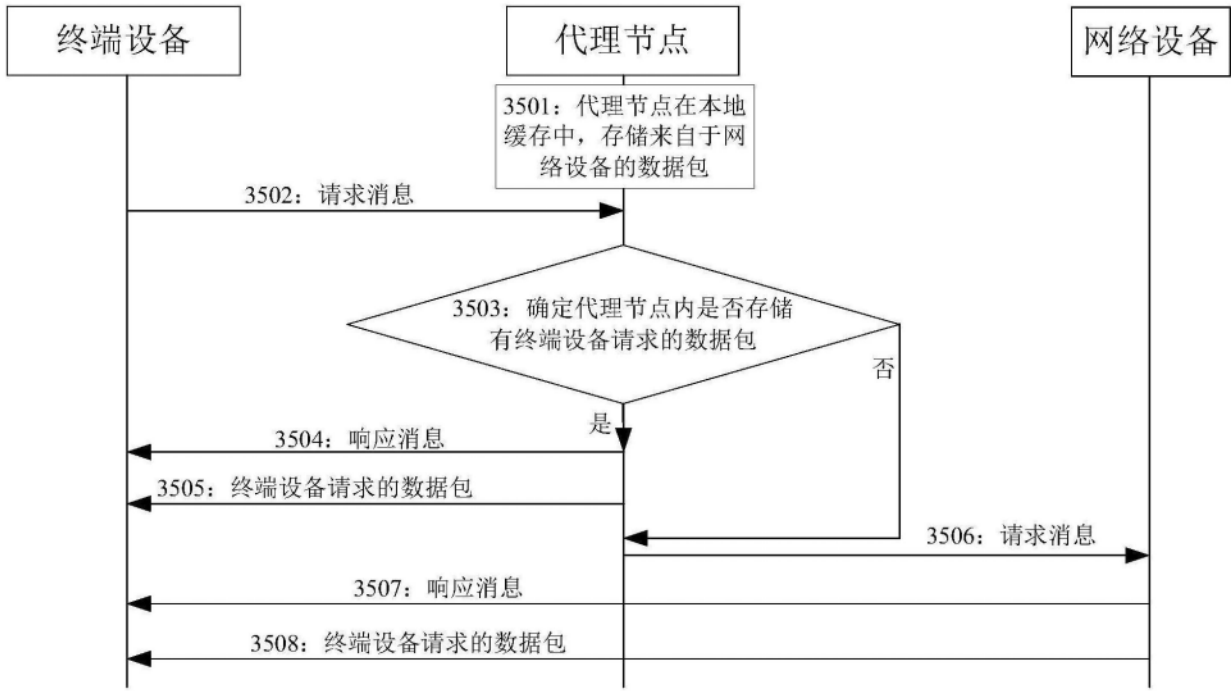 终端设备
代理节点
网络设备
3501：代理节点在本地
缓存中，存储来自于网
络设备的数据包
3502：请求消息
3503：确定代理节点内是否存储
有终端设备请求的数据包
否
是
3504：响应消息
3505：终端设备请求的数据包
3506：请求消息
3507：响应消息
3508：终端设备请求的数据包